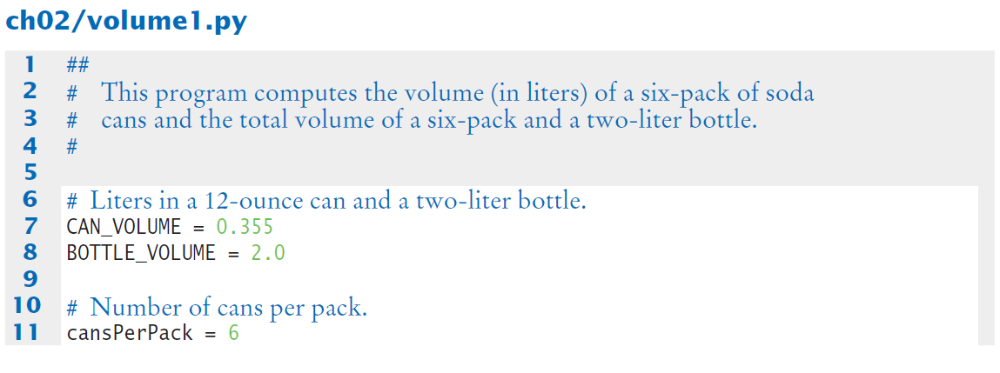 ch02/volume1.py
1 ##
2 # This program computes the volume (in liters) of a six-pack of soda
3 # cans and the total volume of a six-pack and a two-liter bottle.
4 #
5
6 # Liters in a 12-ounce can and a two-liter bottle.
7 CAN_VOLUME = 0.355
8 BOTTLE_VOLUME = 2.0
9
10 # Number of cans per pack.
11 cansPerPack = 6